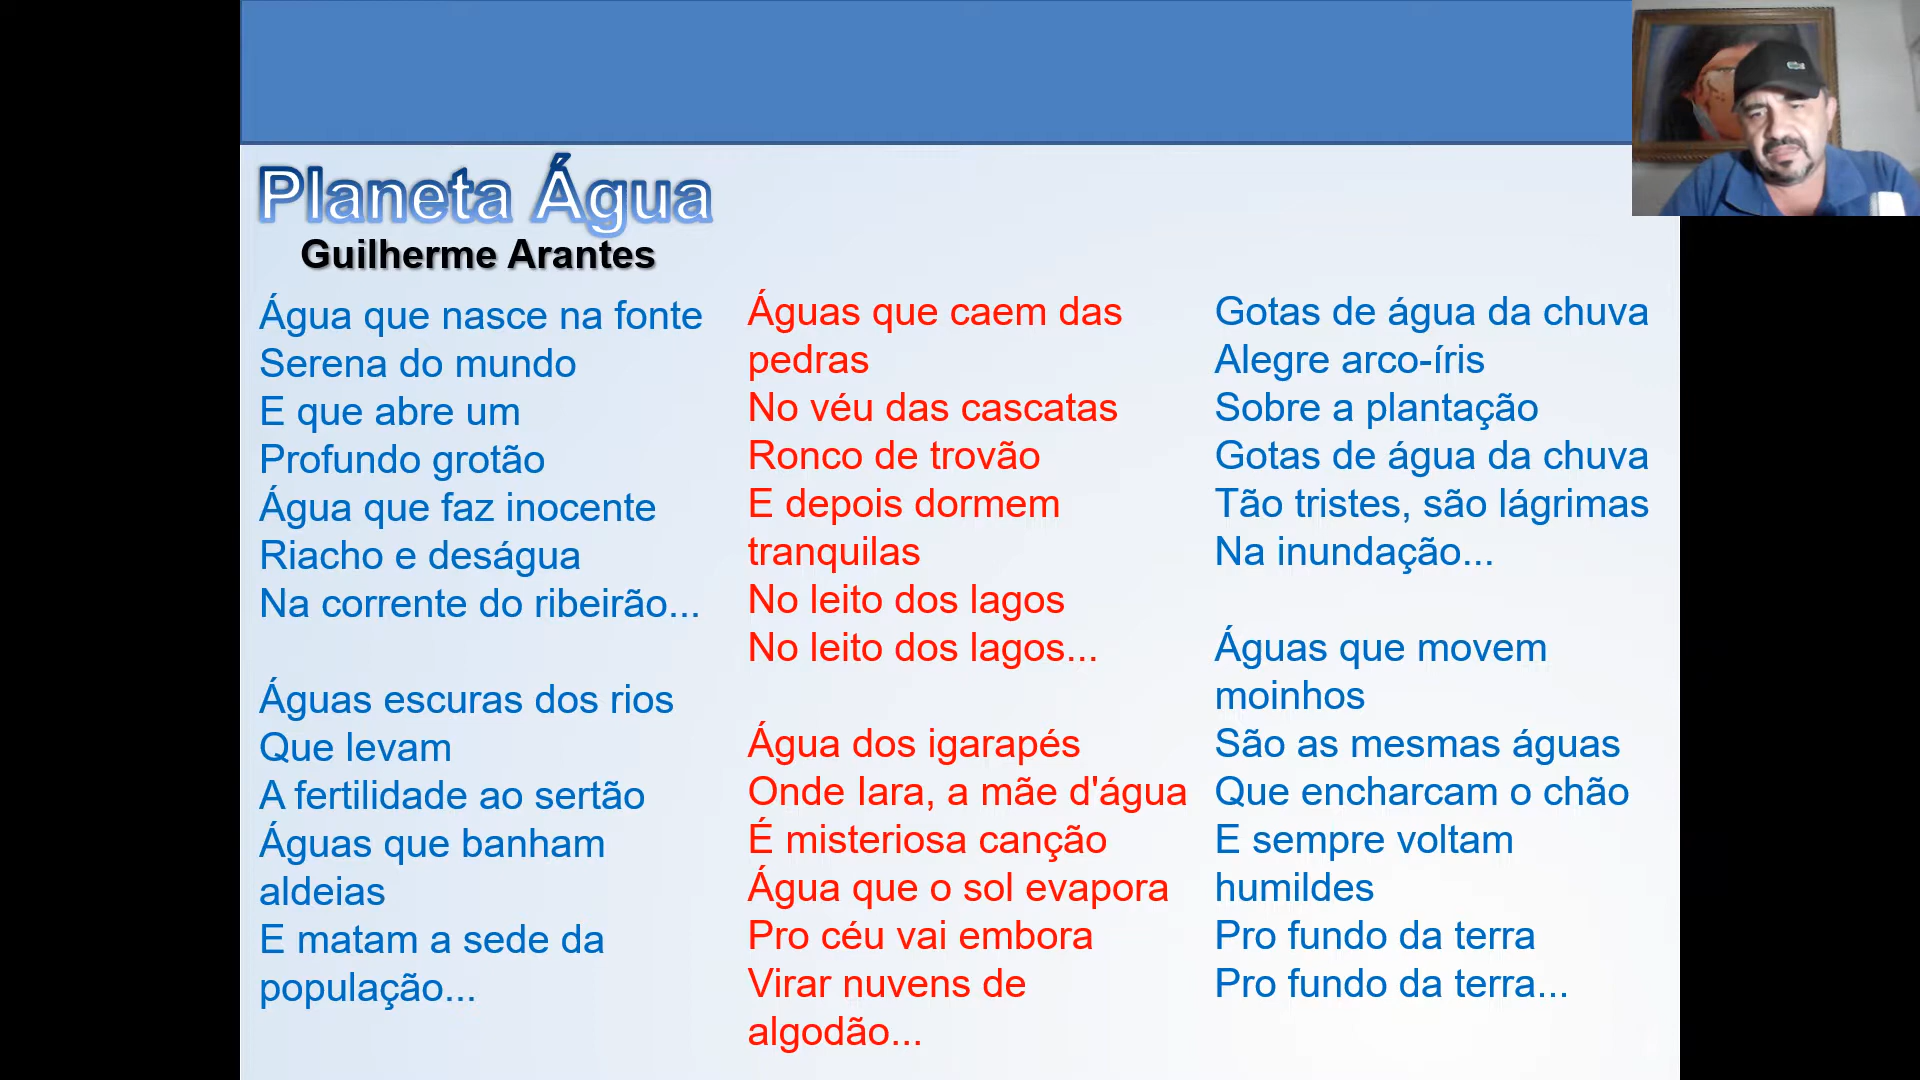 Planeta Água
Guilherme Arantes
Água que nasce na fonte
Serena do mundo
E que abre um
Profundo grotão
Água que faz inocente
Riacho e deságua
Na corrente do ribeirão...
Águas escuras dos rios
Que levam
A fertilidade ao sertão
Águas que banham
aldeias
E matam a sede da
população...
Águas que caem das
pedras
No véu das cascatas
Ronco de trovão
E depois dormem
tranquilas
No leito dos lagos
No leito dos lagos...
Água dos igarapés
Onde Iara, a mãe d'água
É misteriosa canção
Água que o sol evapora
Pro céu vai embora
Virar nuvens de
algodão...
Gotas de água da chuva
Alegre arco-íris
Sobre a plantação
Gotas de água da chuva
Tão tristes, são lágrimas
Na inundação...
Águas que movem
moinhos
São as mesmas águas
Que encharcam o chão
E sempre voltam
humildes
Pro fundo da terra
Pro fundo da terra...